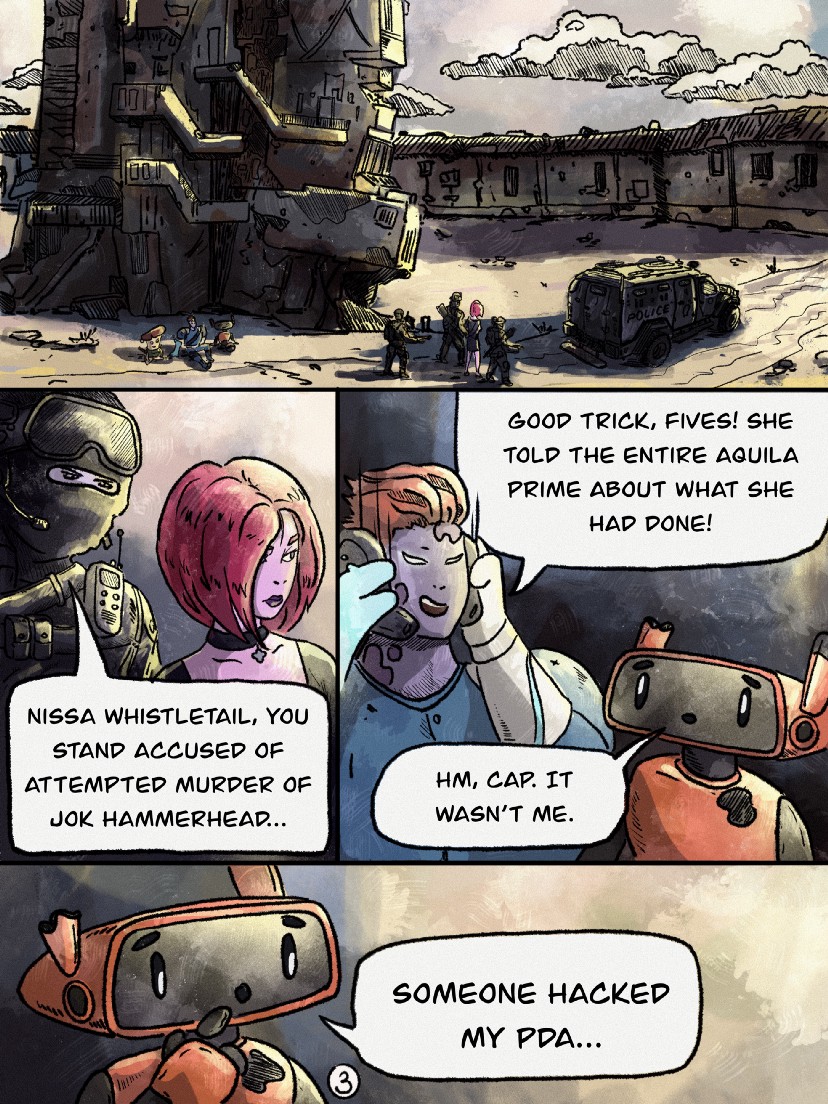 POLICE
NISSA WHISTLETAIL, YOU
STAND ACCUSED OF
ATTEMPTED MURDER OF
JOK HAMMERHEAD...
GOOD TRICK, FIVES! SHE
TOLD THE ENTIRE AQUILA
PRIME ABOUT WHAT SHE
HAD DONE!
HM, CAP. IT
WASN'T ME.
SOMEONE HACKED
MY PDA...
3